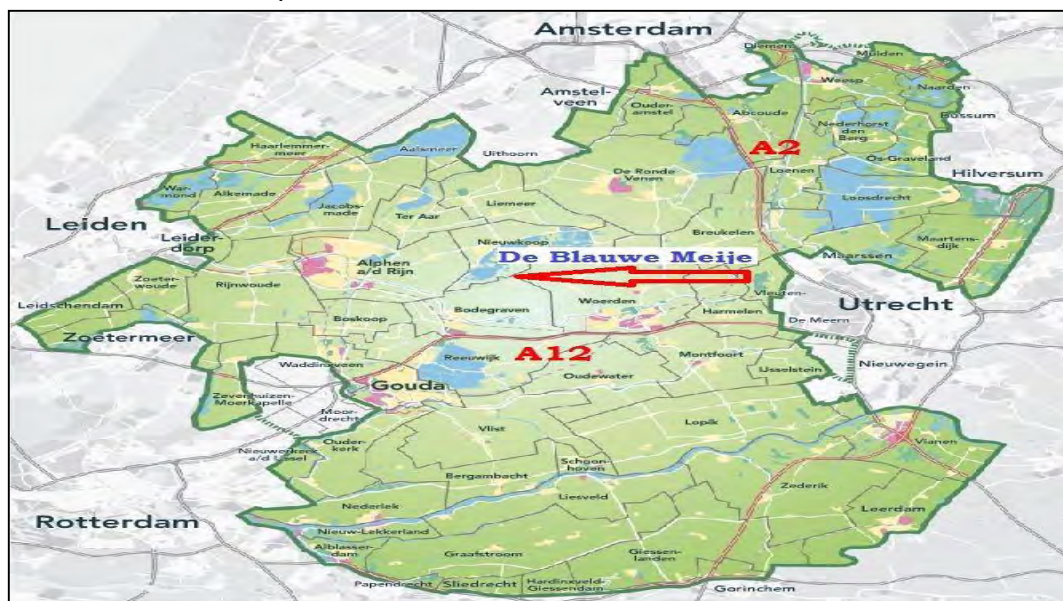 Amsterdam
Diemen
Muiden
Weesp
Naarden
Bussum
Amstel-
veen
Ouder-
amstel
Abcoude
Nederhorst
den
Berg
A2
Haarlemmer-
meer
Aalsmeer
Uithoorn
De Ronde
Venen
Loenen
Os-Graveland
Hilversum
War-
mond
Alkemade
Jacobs-
made
Ter Aar
Liemeer
Loosdrecht
Leiden
Leider-
dorp
Nieuwkoop
Breukelen
Maartens-
dijk
Maarssen
De Blauwe Meije
Alphen
a/d Rijn
Zoeter-
woude
Rijnwoude
Leidschendam
Woerden
Vleuten-
Utrecht
Bodegraven
Harmelen
Boskoop
De Meern
Zoetermeer
Reeuwijk
A12
Montfoort
Nieuwegein
Waddinxveen
Oudewater
IJsselstein
Gouda
Zevenhuizen-
Moerkapelle
Moor-
drecht
Ouder-
kerk
Vlist
Lopik
Vianen
Nieuwerkerk
a/d IJssel
Schoon-
hoven
Bergambacht
Zederik
Liesveld
Nederlek
Leerdam
Rotterdam
Nieuw-Lekkerland
Alblasser-
dam
Graafstroom
Giessen-
landen
Papendrecht
Sliedrecht
Hardinxveld-
Giessendam
Gorinchem